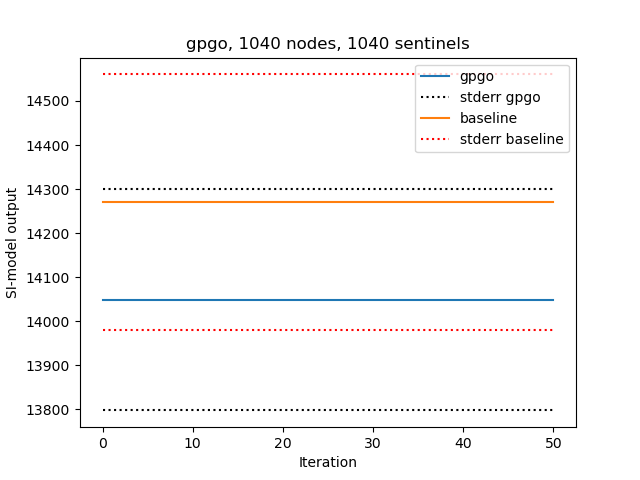 gpgo, 1040 nodes, 1040 sentinels
gpgo
stderr gpgo
baseline
stderr baseline
SI-model output
14500
14400
14300
14200
14100
14000
13900
13800
0 10 20 30 40 50
Iteration